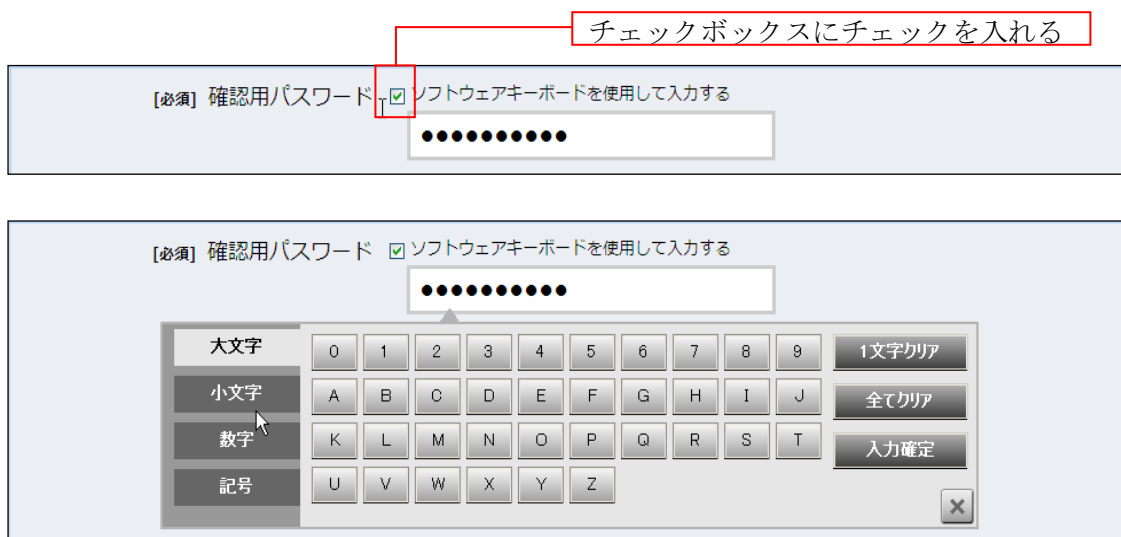 チェックボックスにチェックを入れる
[必須] 確認用パスワード ソフトウェアキーボードを使用して入力する
●●●●●●●●●●
[必須] 確認用パスワード ソフトウェアキーボードを使用して入力する
●●●●●●●●●●
大文字 0 1 2 3 4 5 6 7 8 9 1文字クリア
小文字 A B C D E F G H I J 全てクリア
数字 K L M N O P Q R S T 入力確定
記号 U V W X Y Z
×